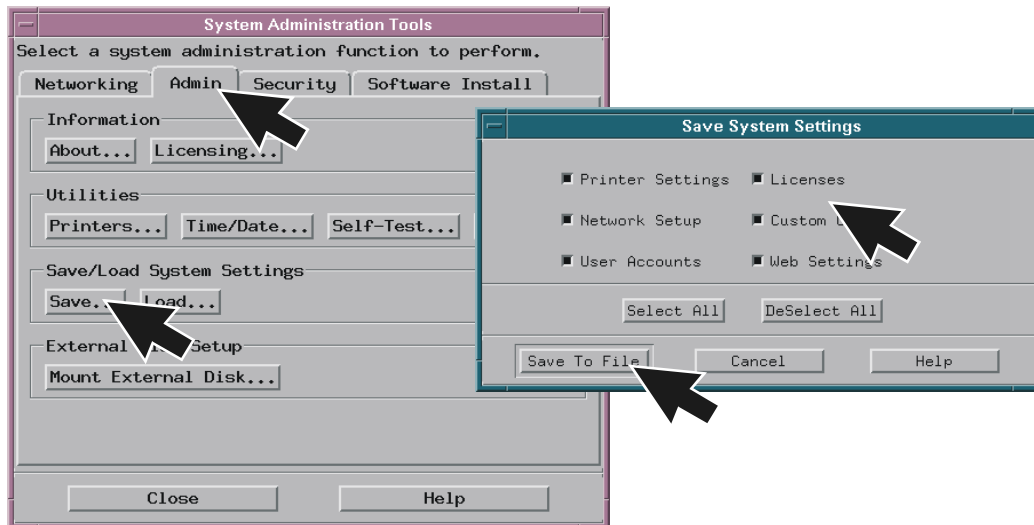 System Administration Tools
Select a system administration function to perform.
Networking Admin Security Software Install
Information
About... Licensing...
Utilities
Printers... Time/Date... Self-Test...
Save/Load System Settings
Save... Load...
External Setup
Mount External Disk...
Close Help
Save System Settings
Printer Settings Licenses
Network Setup Custom
User Accounts Web Settings
Select All DeSelect All
Save To File Cancel Help